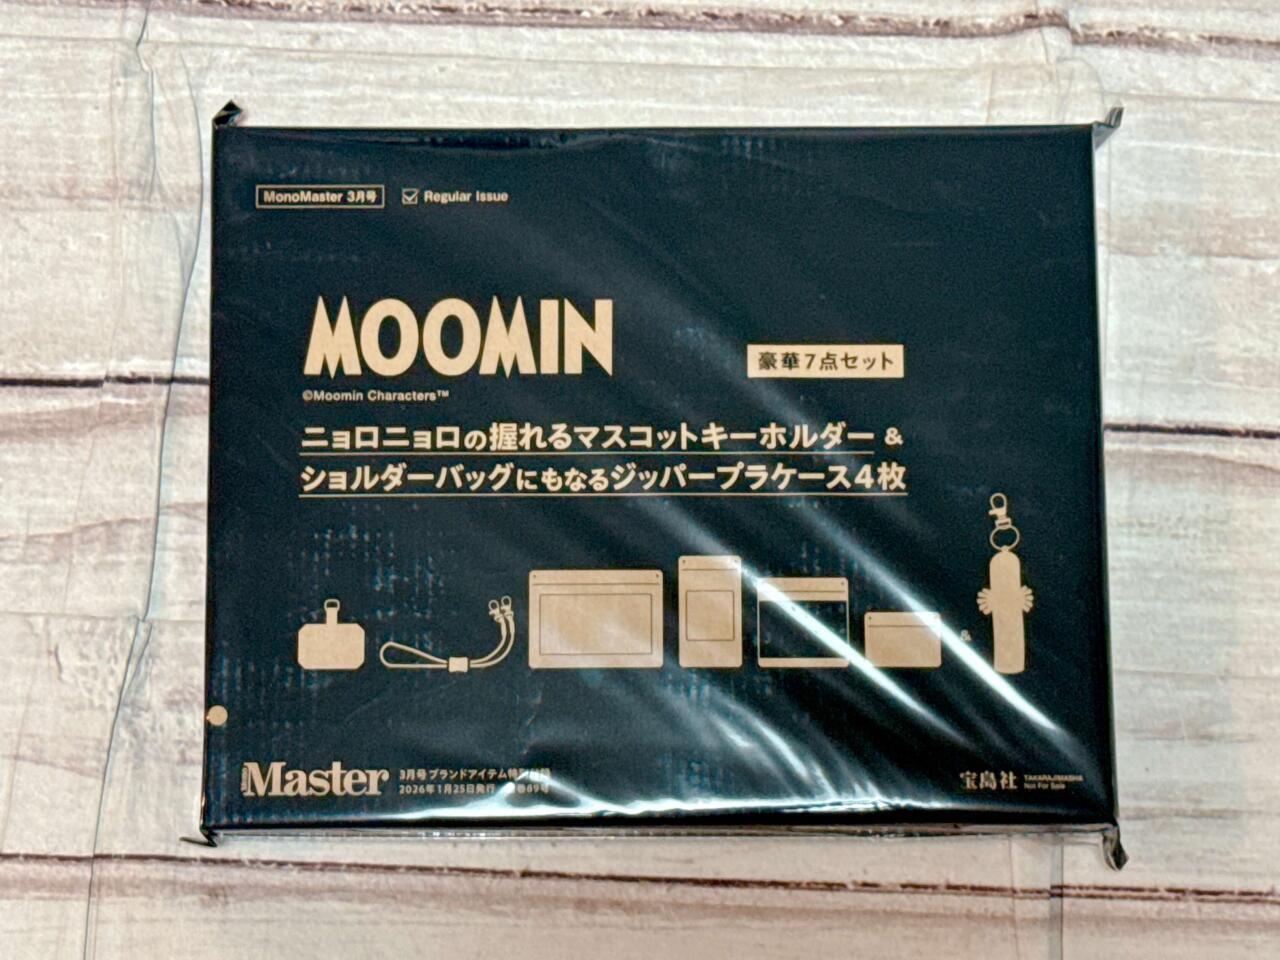 MonoMaster 3月号
Regular Issue
MOOMIN
©Moomin Characters™
豪華7点セット
ニョロニョロの握れるマスコットキーホルダー &
ショルダーバッグにもなるジッパープラケース4枚
&
Master
3月号 ブランドアイテム特別
2026年1月25日発行 巻69号
宝島社
TAKARAJIMASHA
Not For Sale